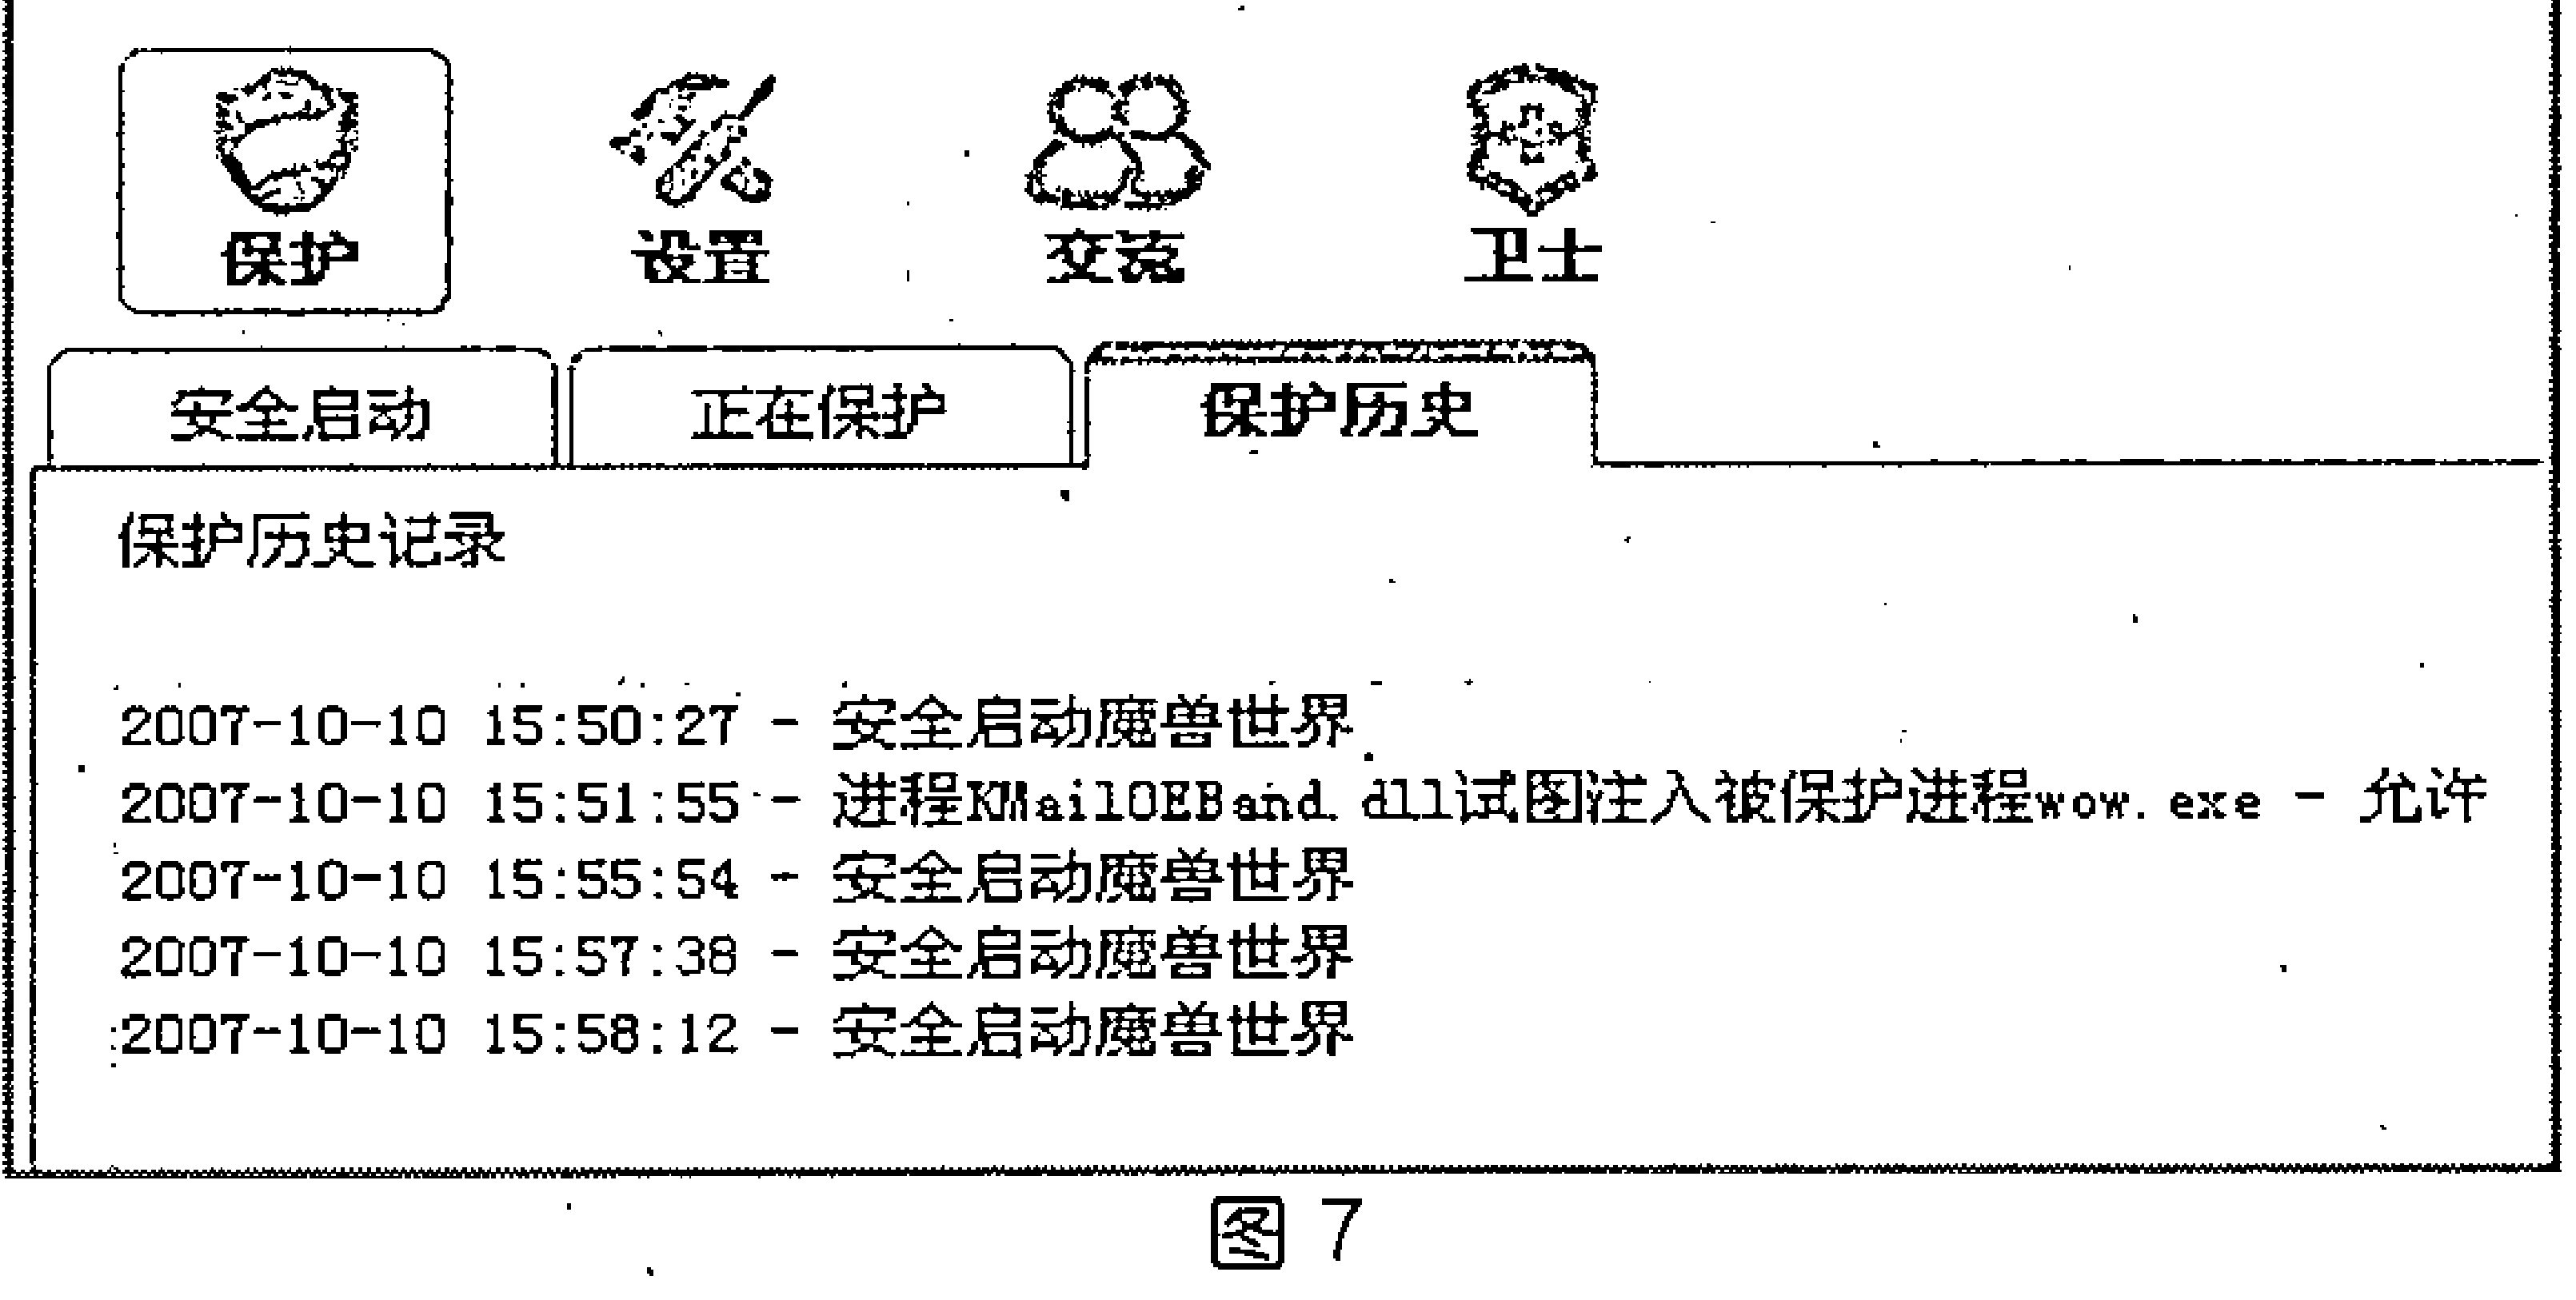 保护 设置 交流 卫士
安全启动 正在保护 保护历史
保护历史记录
2007-10-10 15:50:27 - 安全启动魔兽世界
2007-10-10 15:51:55 - 进程KMailOEBand.dll试图注入被保护进程wow.exe - 允许
2007-10-10 15:55:54 - 安全启动魔兽世界
2007-10-10 15:57:38 - 安全启动魔兽世界
2007-10-10 15:58:12 - 安全启动魔兽世界
图 7